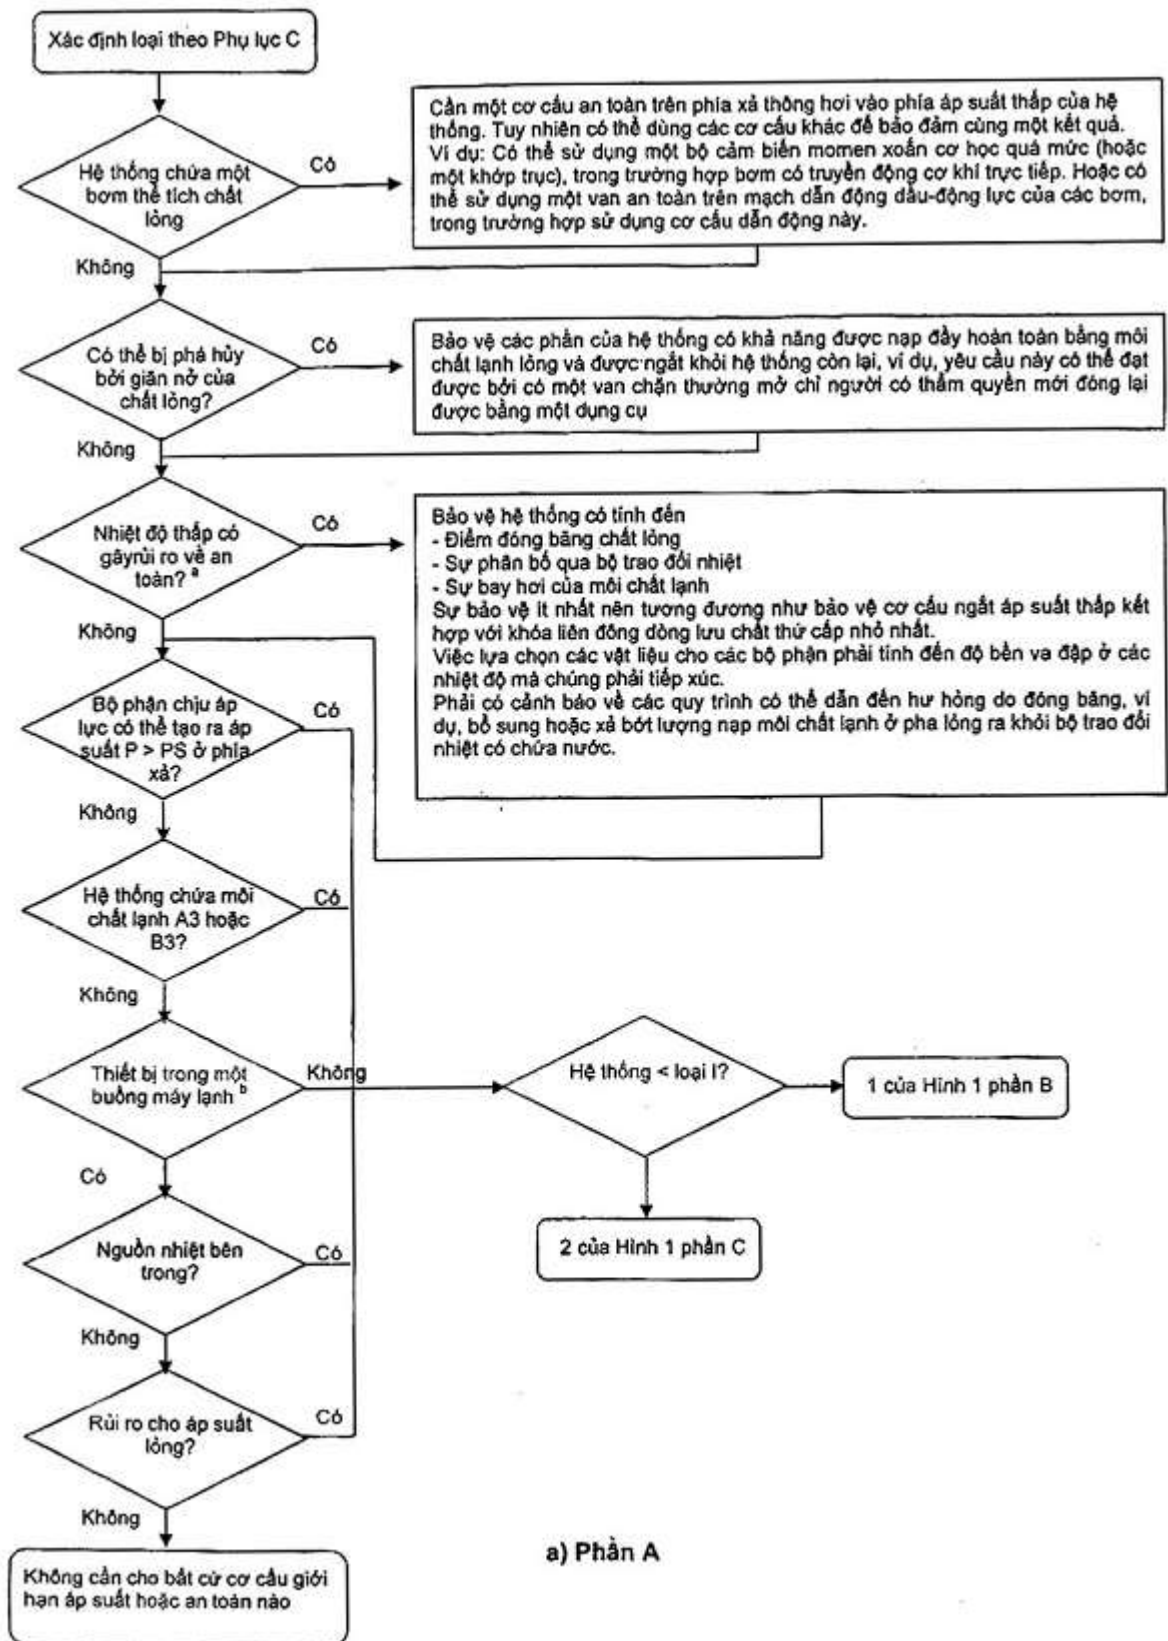 Xác định loại theo Phụ lục C
Hệ thống chứa một
bơm thể tích chất
lỏng
Có
Cần một cơ cấu an toàn trên phía xả thông hơi vào phía áp suất thấp của hệ
thống. Tuy nhiên có thể dùng các cơ cấu khác để bảo đảm cùng một kết quả.
Ví dụ: Có thể sử dụng một bộ cảm biến momen xoắn cơ học quá mức (hoặc
một khớp trục), trong trường hợp bơm có truyền động cơ khí trực tiếp. Hoặc có
thể sử dụng một van an toàn trên mạch dẫn động dầu-động lực của các bơm,
trong trường hợp sử dụng cơ cấu dẫn động này.
Không
Có thể bị phá hủy
bởi giãn nở của
chất lỏng?
Có
Bảo vệ các phần của hệ thống có khả năng được nạp đầy hoàn toàn bằng môi
chất lạnh lỏng và được ngắt khỏi hệ thống còn lại, ví dụ, yêu cầu này có thể đạt
được bởi có một van chặn thường mở chỉ người có thẩm quyền mới đóng lại
được bằng một dụng cụ
Không
Nhiệt độ thấp có
gâyrủi ro về an
toàn? a
Có
Bảo vệ hệ thống có tính đến
- Điểm đóng băng chất lỏng
- Sự phân bố qua bộ trao đổi nhiệt
- Sự bay hơi của môi chất lạnh
Sự bảo vệ ít nhất nên tương đương như bảo vệ cơ cấu ngắt áp suất thấp kết
hợp với khóa liên đông dòng lưu chất thứ cấp nhỏ nhất.
Việc lựa chọn các vật liệu cho các bộ phận phải tính đến độ bền va đập ở các
nhiệt độ mà chúng phải tiếp xúc.
Phải có cảnh báo về các quy trình có thể dẫn đến hư hỏng do đóng băng, ví
dụ, bổ sung hoặc xả bớt lượng nạp môi chất lạnh ở pha lỏng ra khỏi bộ trao đổi
nhiệt có chứa nước.
Không
Bộ phận chịu áp
lực có thể tạo ra áp
suất P > PS ở phía
xả?
Có
Không
Hệ thống chứa môi
chất lạnh A3 hoặc
B3?
Có
Không
Thiết bị trong một
buồng máy lạnh b
Không
Hệ thống < loại I?
1 của Hình 1 phần B
2 của Hình 1 phần C
Có
Nguồn nhiệt bên
trong?
Có
Không
Rủi ro cho áp suất
lỏng?
Có
Không
Không cần cho bất cứ cơ cấu giới
hạn áp suất hoặc an toàn nào
a) Phần A